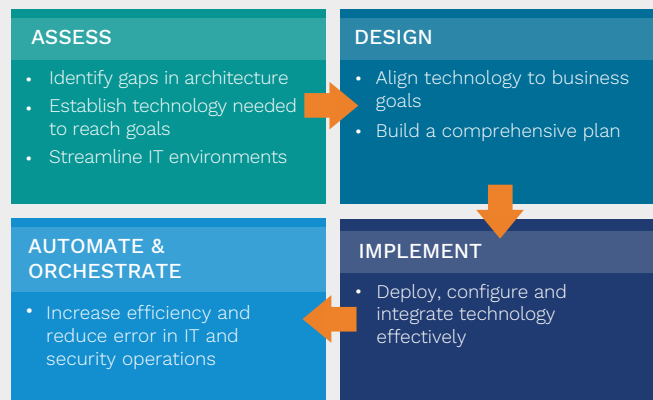 ASSESS
• Identify gaps in architecture
• Establish technology needed
to reach goals
• Streamline IT environments
DESIGN
• Align technology to business
goals
• Build a comprehensive plan
IMPLEMENT
• Deploy, configure and
integrate technology
effectively
AUTOMATE &
ORCHESTRATE
• Increase efficiency and
reduce error in IT and
security operations